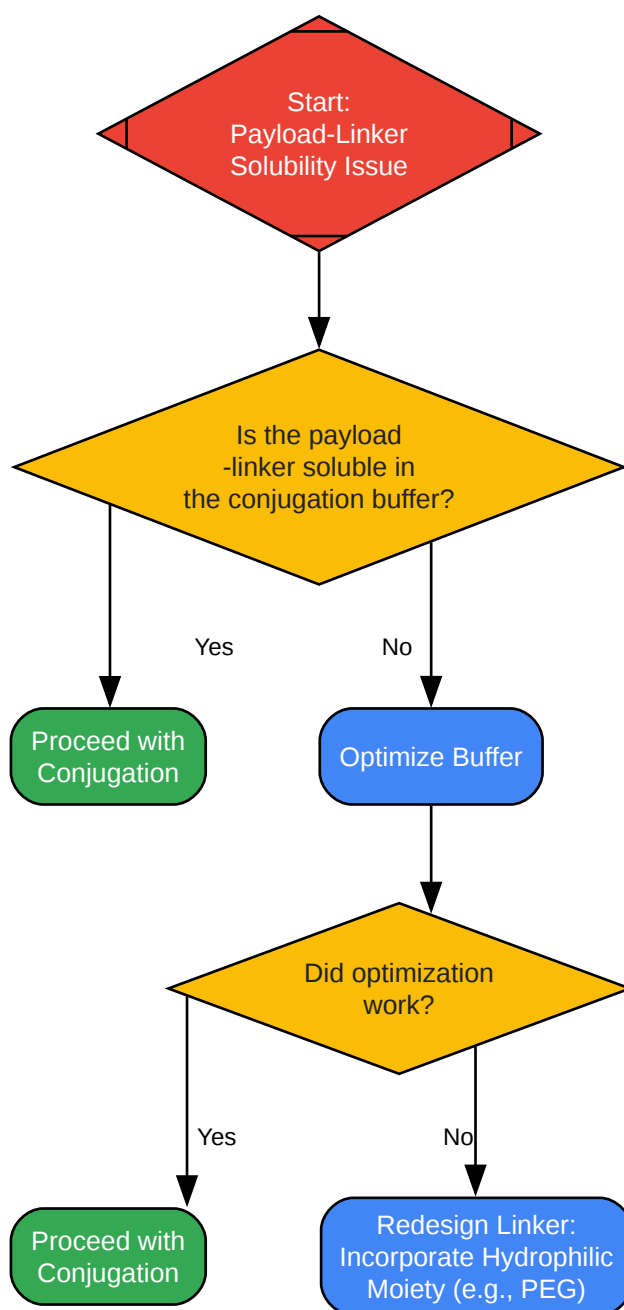 Start:
Payload-Linker
Solubility Issue
Is the payload
-linker soluble in
the conjugation buffer?
Yes
No
Proceed with
Conjugation
Optimize Buffer
Did optimization
work?
Yes
No
Proceed with
Conjugation
Redesign Linker:
Incorporate Hydrophilic
Moiety (e.g., PEG)